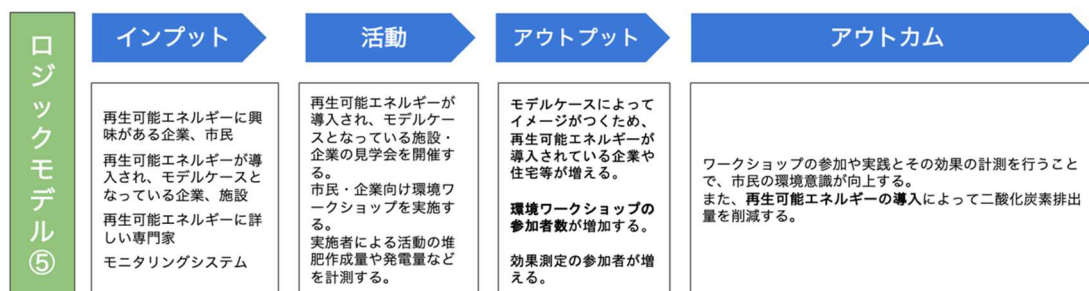 ロジックモデル⑤
インプット
活動
アウトプット
アウトカム
再生可能エネルギーに興
味がある企業、市民
再生可能エネルギーが導
入され、モデルケースと
なっている企業、施設
再生可能エネルギーに詳
しい専門家
モニタリングシステム
再生可能エネルギーが
導入され、モデルケー
スとなっている施設・
企業の見学会を開催す
る。
市民・企業向け環境ワ
ークショップを実施す
る。
実施者による活動の堆
肥作成量や発電量など
を計測する。
モデルケースによって
イメージがつくため、
再生可能エネルギーが
導入されている企業や
住宅等が増える。
環境ワークショップの
参加者数が増加する。
効果測定の参加者が増
える。
ワークショップの参加や実践とその効果の計測を行うこと
で、市民の環境意識が向上する。
また、再生可能エネルギーの導入によって二酸化炭素排出
量を削減する。